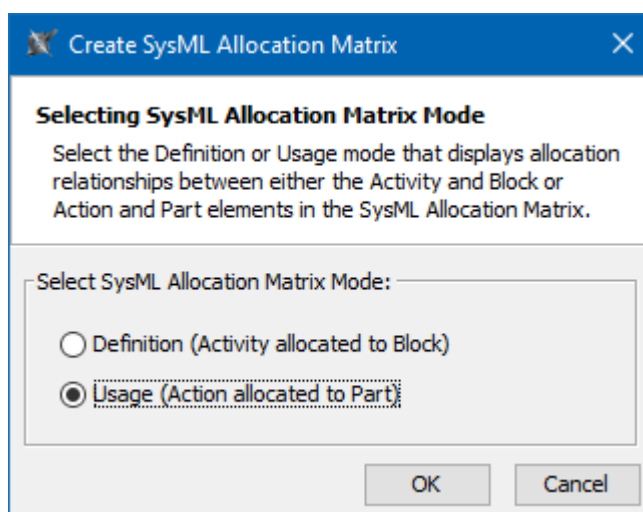 Create SysML Allocation Matrix
Selecting SysML Allocation Matrix Mode
Select the Definition or Usage mode that displays allocation
relationships between either the Activity and Block or
Action and Part elements in the SysML Allocation Matrix.
Select SysML Allocation Matrix Mode:
Definition (Activity allocated to Block)
Usage (Action allocated to Part)
OK Cancel